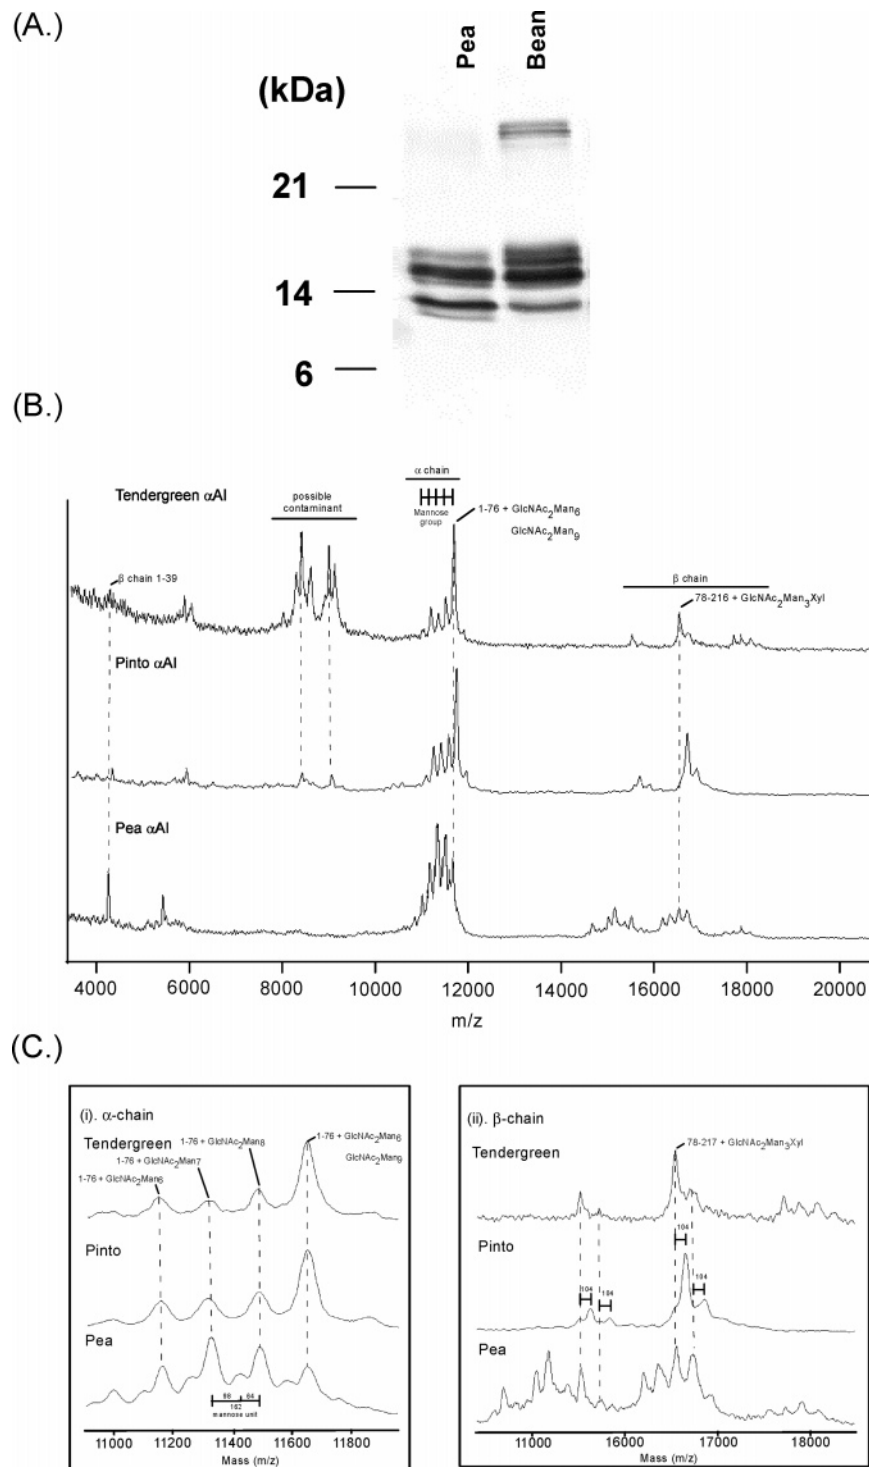 (A.)
Pea
Bean
(kDa)
21
14
6
(B.)
Tendergreen αAI
possible contaminant
α chain
Mannose group
1-76 + GlcNAc2Man6
GlcNAc2Man9
β chain 1-39
β chain
78-216 + GlcNAC2Man3Xyl
Pinto αAI
Pea αAI
4000 6000 8000 10000 12000 14000 16000 18000 20000
m/z
(C.)
(i). α-chain
Tendergreen
1-76 + GlcNAc2Man6
1-76 + GlcNAc2Man7
1-76 + GlcNAc2Man8
1-76 + GlcNAc2Man6
GlcNAc2Man9
Pinto
Pea
98 64
162
mannose unit
11000 11200 11400 11600 11800
Mass (m/z)
(ii). β-chain
Tendergreen
78-217 + GlcNAC2Man3Xyl
Pinto
104
104
104
104
Pea
11000 16000 17000 18000
Mass (m/z)